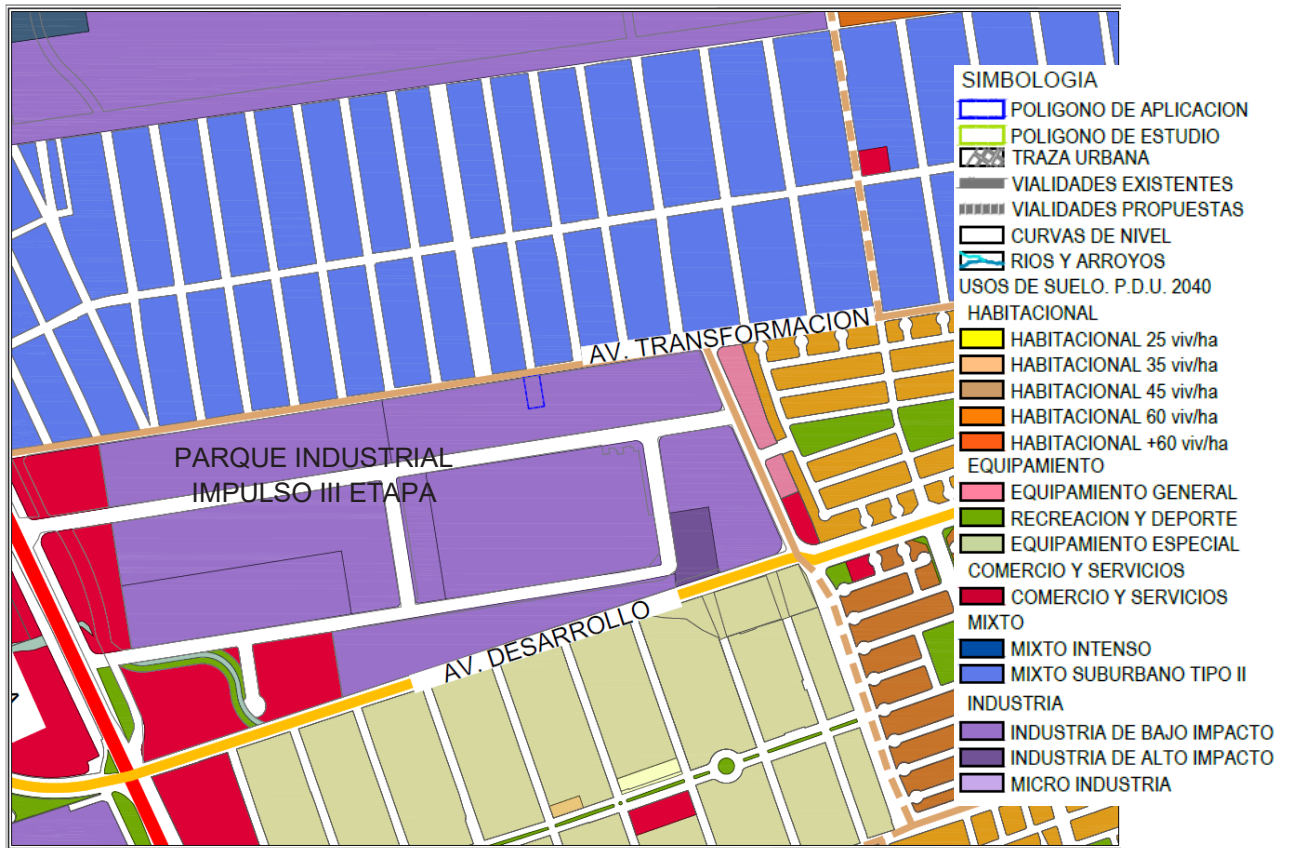 AV. TRANSFORMACION
PARQUE INDUSTRIAL
IMPULSO III ETAPA
AV. DESARROLLO
SIMBOLOGIA
POLIGONO DE APLICACION
POLIGONO DE ESTUDIO
TRAZA URBANA
VIALIDADES EXISTENTES
VIALIDADES PROPUESTAS
CURVAS DE NIVEL
RIOS Y ARROYOS
USOS DE SUELO. P.D.U. 2040
HABITACIONAL
HABITACIONAL 25 viv/ha
HABITACIONAL 35 viv/ha
HABITACIONAL 45 viv/ha
HABITACIONAL 60 viv/ha
HABITACIONAL +60 viv/ha
EQUIPAMIENTO
EQUIPAMIENTO GENERAL
RECREACION Y DEPORTE
EQUIPAMIENTO ESPECIAL
COMERCIO Y SERVICIOS
COMERCIO Y SERVICIOS
MIXTO
MIXTO INTENSO
MIXTO SUBURBANO TIPO II
INDUSTRIA
INDUSTRIA DE BAJO IMPACTO
INDUSTRIA DE ALTO IMPACTO
MICRO INDUSTRIA